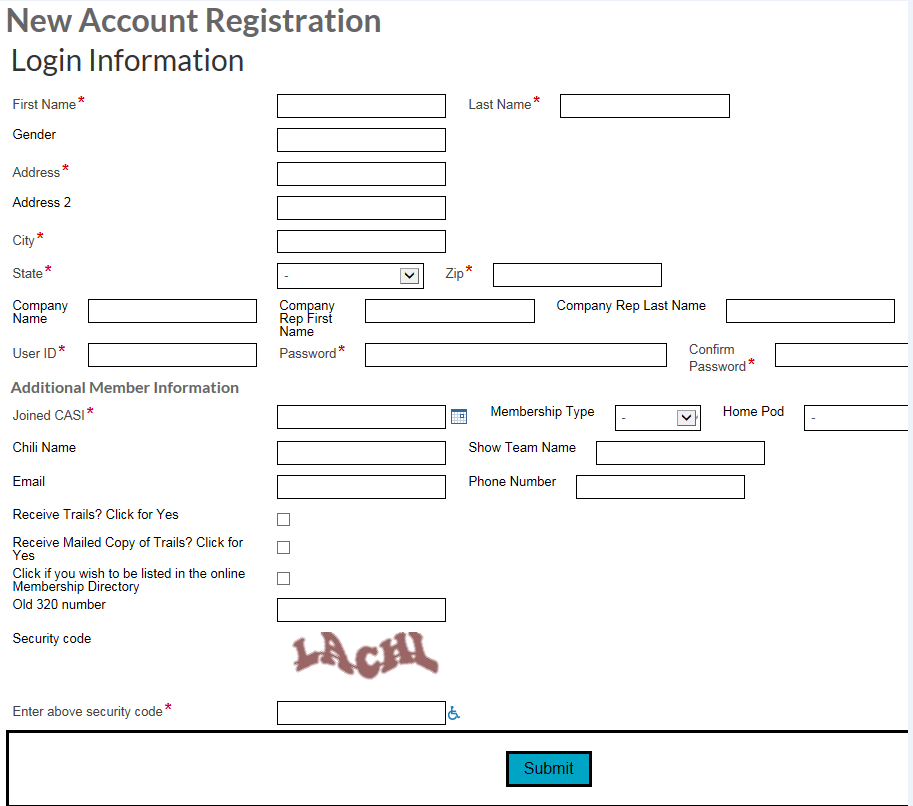 New Account Registration
Login Information
First Name* Last Name*
Gender
Address*
Address 2
City*
State* - Zip*
Company Name Company Rep First Name Company Rep Last Name
User ID* Password* Confirm Password*
Additional Member Information
Joined CASI* Membership Type - Home Pod -
Chili Name Show Team Name
Email Phone Number
Receive Trails? Click for Yes
Receive Mailed Copy of Trails? Click for
Yes
Click if you wish to be listed in the online
Membership Directory
Old 320 number
Security code
Enter above security code*
Submit